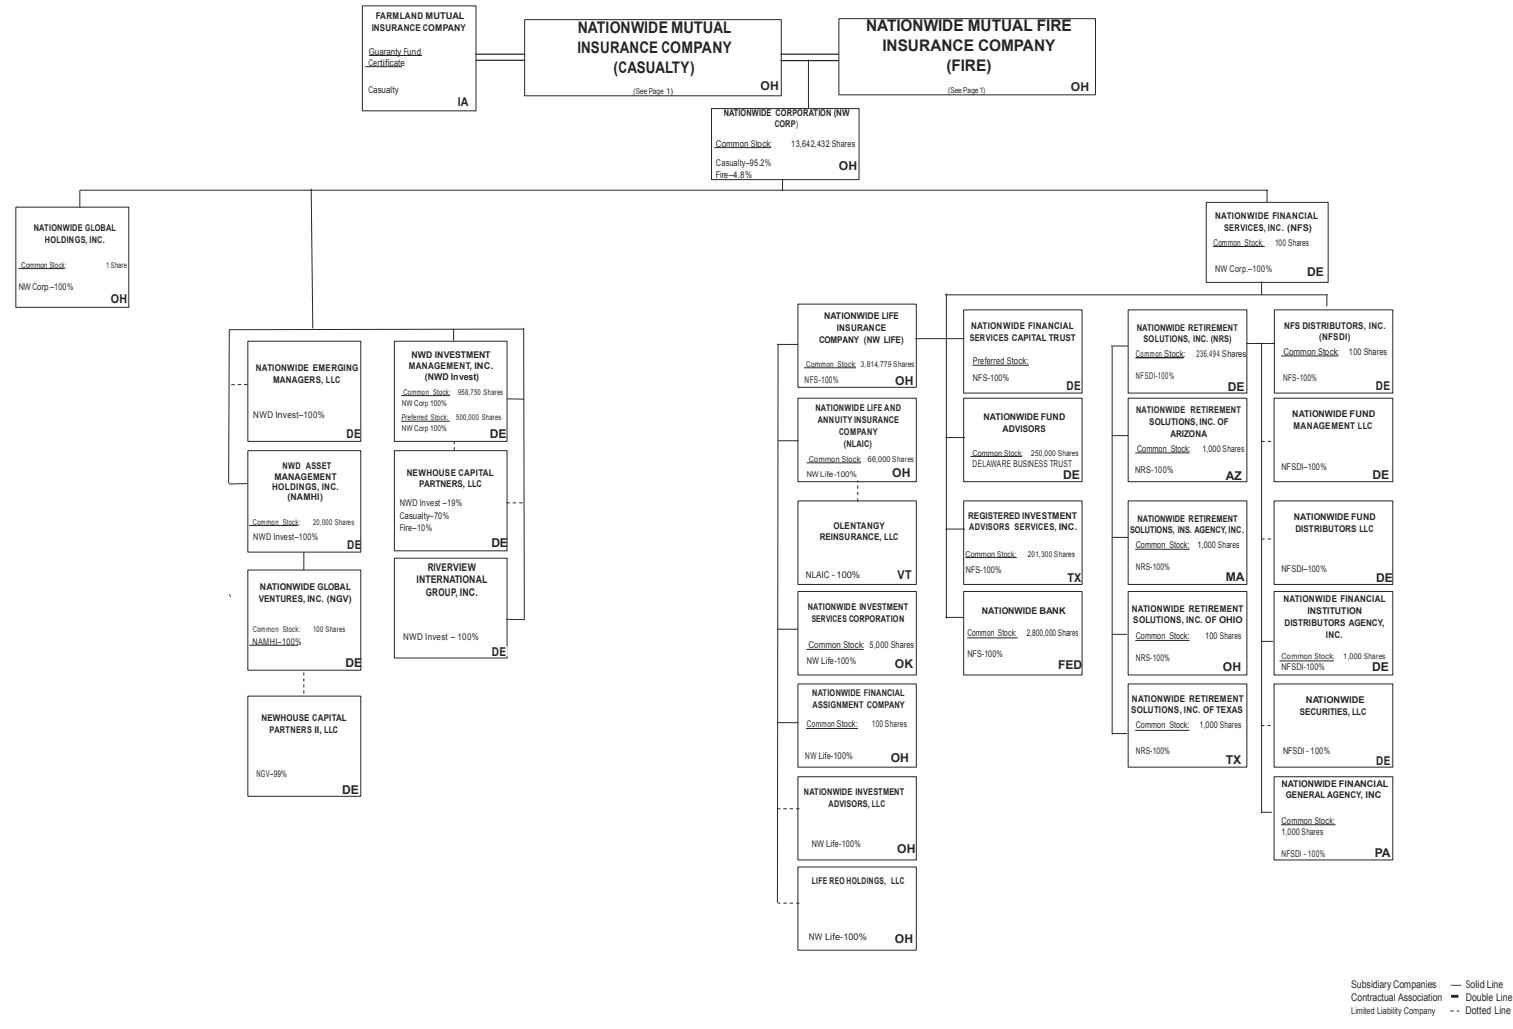 FARMLAND MUTUAL
INSURANCE COMPANY
Guaranty Fund
Certificate
Casualty
IA
NATIONWIDE MUTUAL
INSURANCE COMPANY
(CASUALTY)
(See Page 1)
OH
NATIONWIDE MUTUAL FIRE
INSURANCE COMPANY
(FIRE)
(See Page 1)
OH
NATIONWIDE CORPORATION (NW
CORP)
Common Stock: 13,642,432 Shares
Casualty–95.2%
Fire–4.8%
OH
NATIONWIDE GLOBAL
HOLDINGS, INC.
Common Stock: 1 Share
NW Corp.–100%
OH
NATIONWIDE FINANCIAL
SERVICES, INC. (NFS)
Common Stock: 100 Shares
NW Corp.–100%
DE
NATIONWIDE EMERGING
MANAGERS, LLC
NWD Invest–100%
DE
NWD ASSET
MANAGEMENT
HOLDINGS, INC.
(NAMHI)
Common Stock: 20,000 Shares
NWD Invest–100%
DE
NATIONWIDE GLOBAL
VENTURES, INC. (NGV)
Common Stock: 100 Shares
NAMHI–100%
DE
NEWHOUSE CAPITAL
PARTNERS II, LLC
NGV–99%
DE
NWD INVESTMENT
MANAGEMENT, INC.
(NWD Invest)
Common Stock: 958,750 Shares
NW Corp 100%
Preferred Stock: 500,000 Shares
NW Corp 100%
DE
NEWHOUSE CAPITAL
PARTNERS, LLC
NWD Invest –19%
Casualty–70%
Fire–10%
DE
RIVERVIEW
INTERNATIONAL
GROUP, INC.
NWD Invest – 100%
DE
NATIONWIDE LIFE
INSURANCE
COMPANY (NW LIFE)
Common Stock: 3,814,779 Shares
NFS-100%
OH
NATIONWIDE LIFE AND
ANNUITY INSURANCE
COMPANY
(NLAIC)
Common Stock: 66,000 Shares
NW Life-100%
OH
OLENTANGY
REINSURANCE, LLC
NLAIC - 100%
VT
NATIONWIDE INVESTMENT
SERVICES CORPORATION
Common Stock: 5,000 Shares
NW Life-100%
OK
NATIONWIDE FINANCIAL
ASSIGNMENT COMPANY
Common Stock: 100 Shares
NW Life-100%
OH
NATIONWIDE INVESTMENT
ADVISORS, LLC
NW Life-100%
OH
LIFE REO HOLDINGS, LLC
NW Life-100%
OH
NATIONWIDE FINANCIAL
SERVICES CAPITAL TRUST
Preferred Stock:
NFS-100%
DE
NATIONWIDE FUND
ADVISORS
Common Stock: 250,000 Shares
DELAWARE BUSINESS TRUST
DE
REGISTERED INVESTMENT
ADVISORS SERVICES, INC.
Common Stock: 201,300 Shares
NFS-100%
TX
NATIONWIDE BANK
Common Stock: 2,800,000 Shares
NFS-100%
FED
NATIONWIDE RETIREMENT
SOLUTIONS, INC. (NRS)
Common Stock: 236,494 Shares
NFSDI-100%
DE
NATIONWIDE RETIREMENT
SOLUTIONS, INC. OF
ARIZONA
Common Stock: 1,000 Shares
NRS-100%
AZ
NATIONWIDE RETIREMENT
SOLUTIONS, INS. AGENCY, INC.
Common Stock: 1,000 Shares
NRS-100%
MA
NATIONWIDE RETIREMENT
SOLUTIONS, INC. OF OHIO
Common Stock: 100 Shares
NRS-100%
OH
NATIONWIDE RETIREMENT
SOLUTIONS, INC. OF TEXAS
Common Stock: 1,000 Shares
NRS-100%
TX
NFS DISTRIBUTORS, INC.
(NFSDI)
Common Stock: 100 Shares
NFS-100%
DE
NATIONWIDE FUND
MANAGEMENT LLC
NFSDI–100%
DE
NATIONWIDE FUND
DISTRIBUTORS LLC
NFSDI–100%
DE
NATIONWIDE FINANCIAL
INSTITUTION
DISTRIBUTORS AGENCY,
INC.
Common Stock: 1,000 Shares
NFSDI-100%
DE
NATIONWIDE
SECURITIES, LLC
NFSDI - 100%
DE
NATIONWIDE FINANCIAL
GENERAL AGENCY, INC
Common Stock:
1,000 Shares
NFSDI - 100%
PA
Subsidiary Companies — Solid Line
Contractual Association Double Line
Limited Liability Company - - Dotted Line